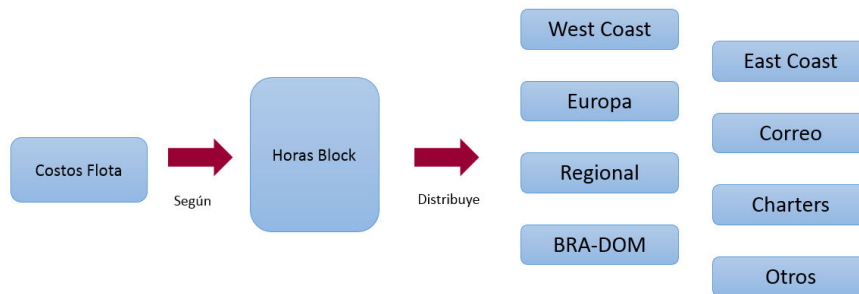 Costos Flota
Según
Horas Block
Distribuye
West Coast
Europa
Regional
BRA-DOM
East Coast
Correo
Charters
Otros